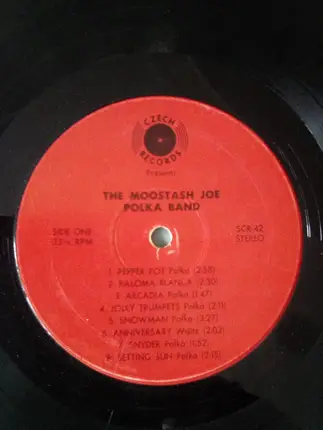 CZECH
RECORDS
Presents
THE MOOSTASH JOE
POLKA BAND
SIDE ONE
33⅓ RPM
SCR-42
STEREO
1. PEPPER POT Polka (2:58)
2. PALOMA BLANCA (2:30)
3. ARCADIA Polka (1:47)
4. JOLLY TRUMPETS Polka (2:11)
5. SNOWMAN Polka (3:27)
6. ANNIVERSARY Waltz (2:02)
7. SNYDER Polka (1:52)
SETTING SUN Polka (2:15)